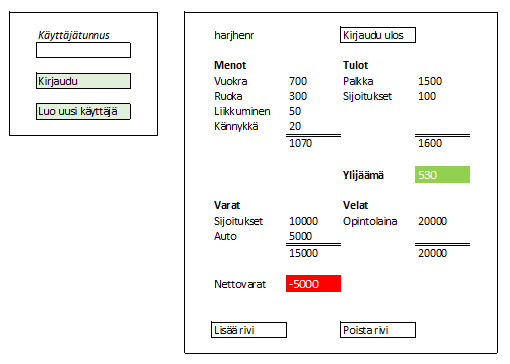 Käyttäjätunnus
Kirjaudu
Luo uusi käyttäjä
harjhenr Kirjaudu ulos
Menot Tulot
Vuokra 700 Palkka 1500
Ruoka 300 Sijoitukset 100
Liikkuminen 50
Kännykkä 20
1070 1600
Ylijäämä 530
Varat Velat
Sijoitukset 10000 Opintolaina 20000
Auto 5000
15000 20000
Nettovarat -5000
Lisää rivi Poista rivi